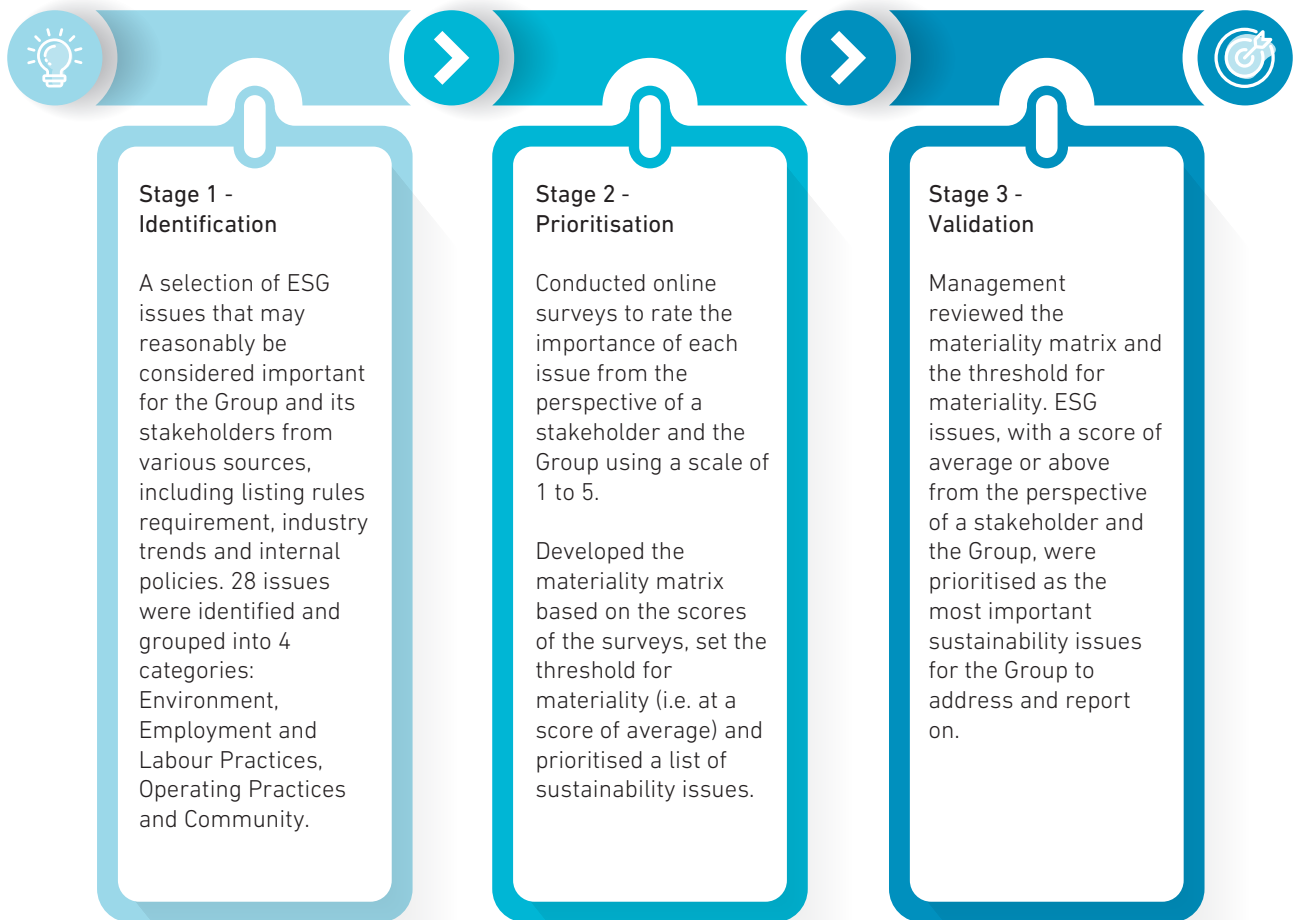 Stage 1 -
Identification
A selection of ESG
issues that may
reasonably be
considered important
for the Group and its
stakeholders from
various sources,
including listing rules
requirement, industry
trends and internal
policies. 28 issues
were identified and
grouped into 4
categories:
Environment,
Employment and
Labour Practices,
Operating Practices
and Community.
Stage 2 -
Prioritisation
Conducted online
surveys to rate the
importance of each
issue from the
perspective of a
stakeholder and the
Group using a scale of
1 to 5.
Developed the
materiality matrix
based on the scores
of the surveys, set the
threshold for
materiality (i.e. at a
score of average) and
prioritised a list of
sustainability issues.
Stage 3 -
Validation
Management
reviewed the
materiality matrix and
the threshold for
materiality. ESG
issues, with a score of
average or above
from the perspective
of a stakeholder and
the Group, were
prioritised as the
most important
sustainability issues
for the Group to
address and report
on.